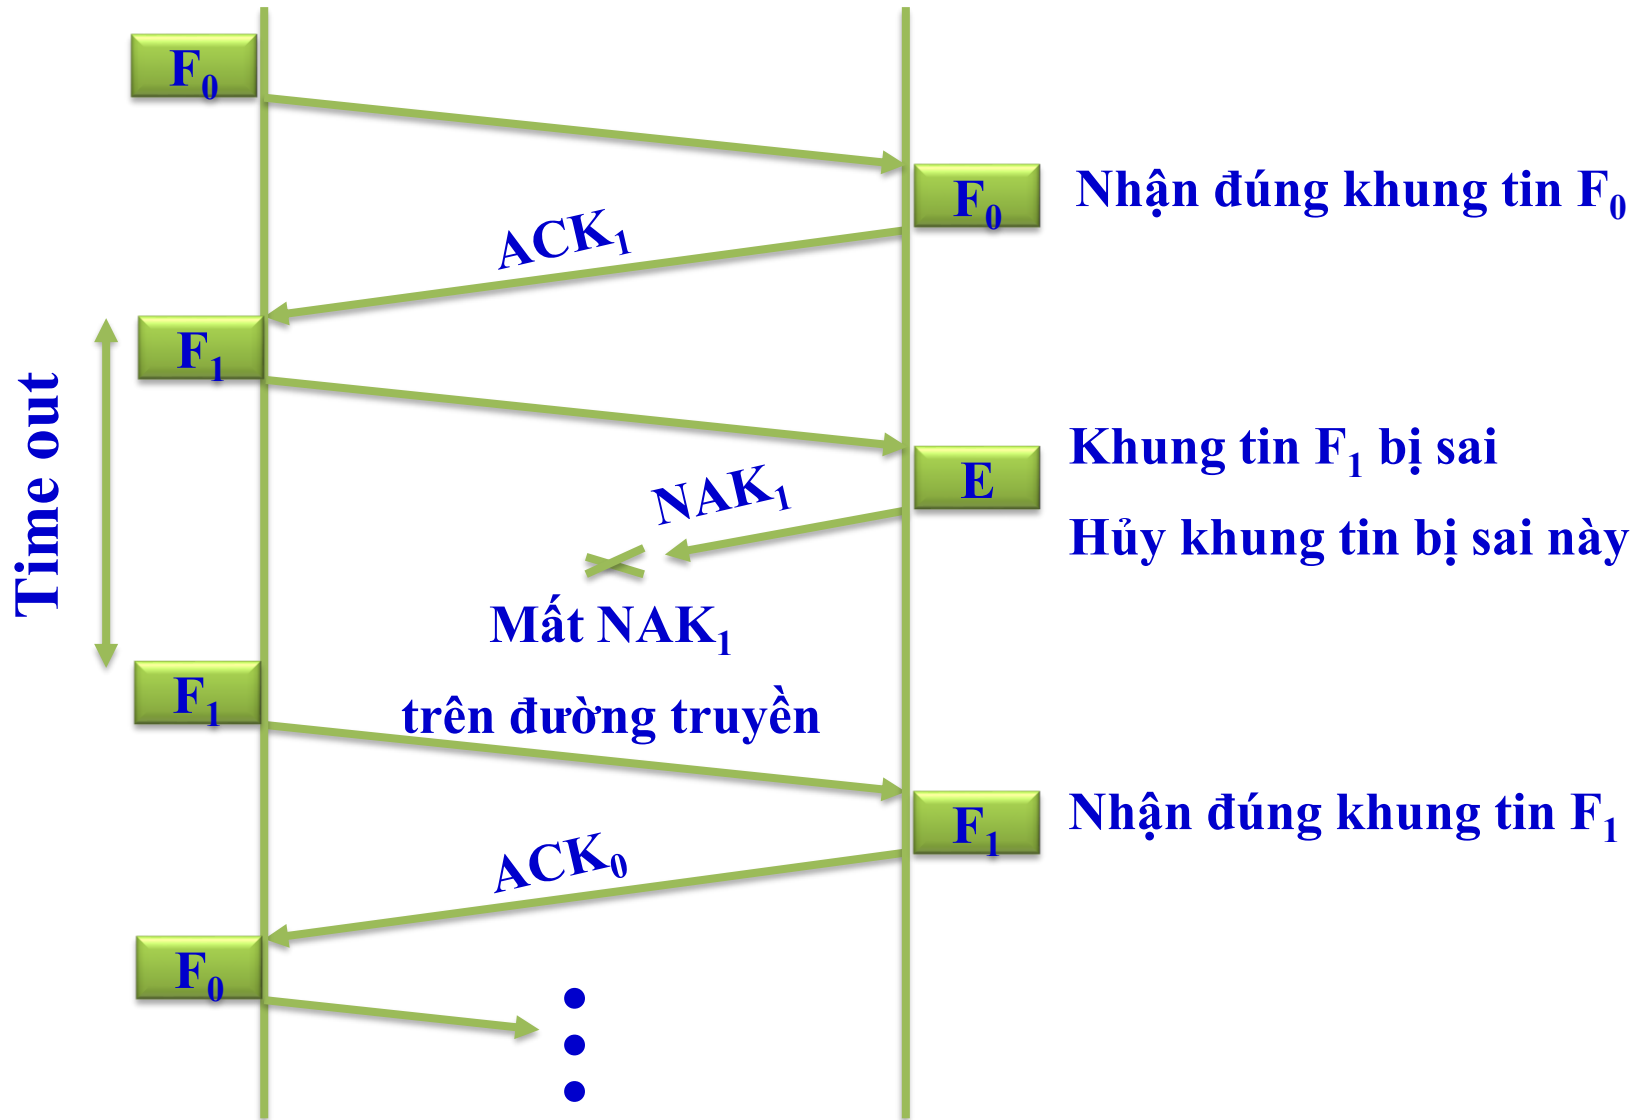 F₀
F₀ Nhận đúng khung tin F₀
ACK₁
F₁
Time out
E Khung tin F₁ bị sai
Hủy khung tin bị sai này
NAK₁
Mất NAK₁
trên đường truyền
F₁
F₁ Nhận đúng khung tin F₁
ACK₀
F₀